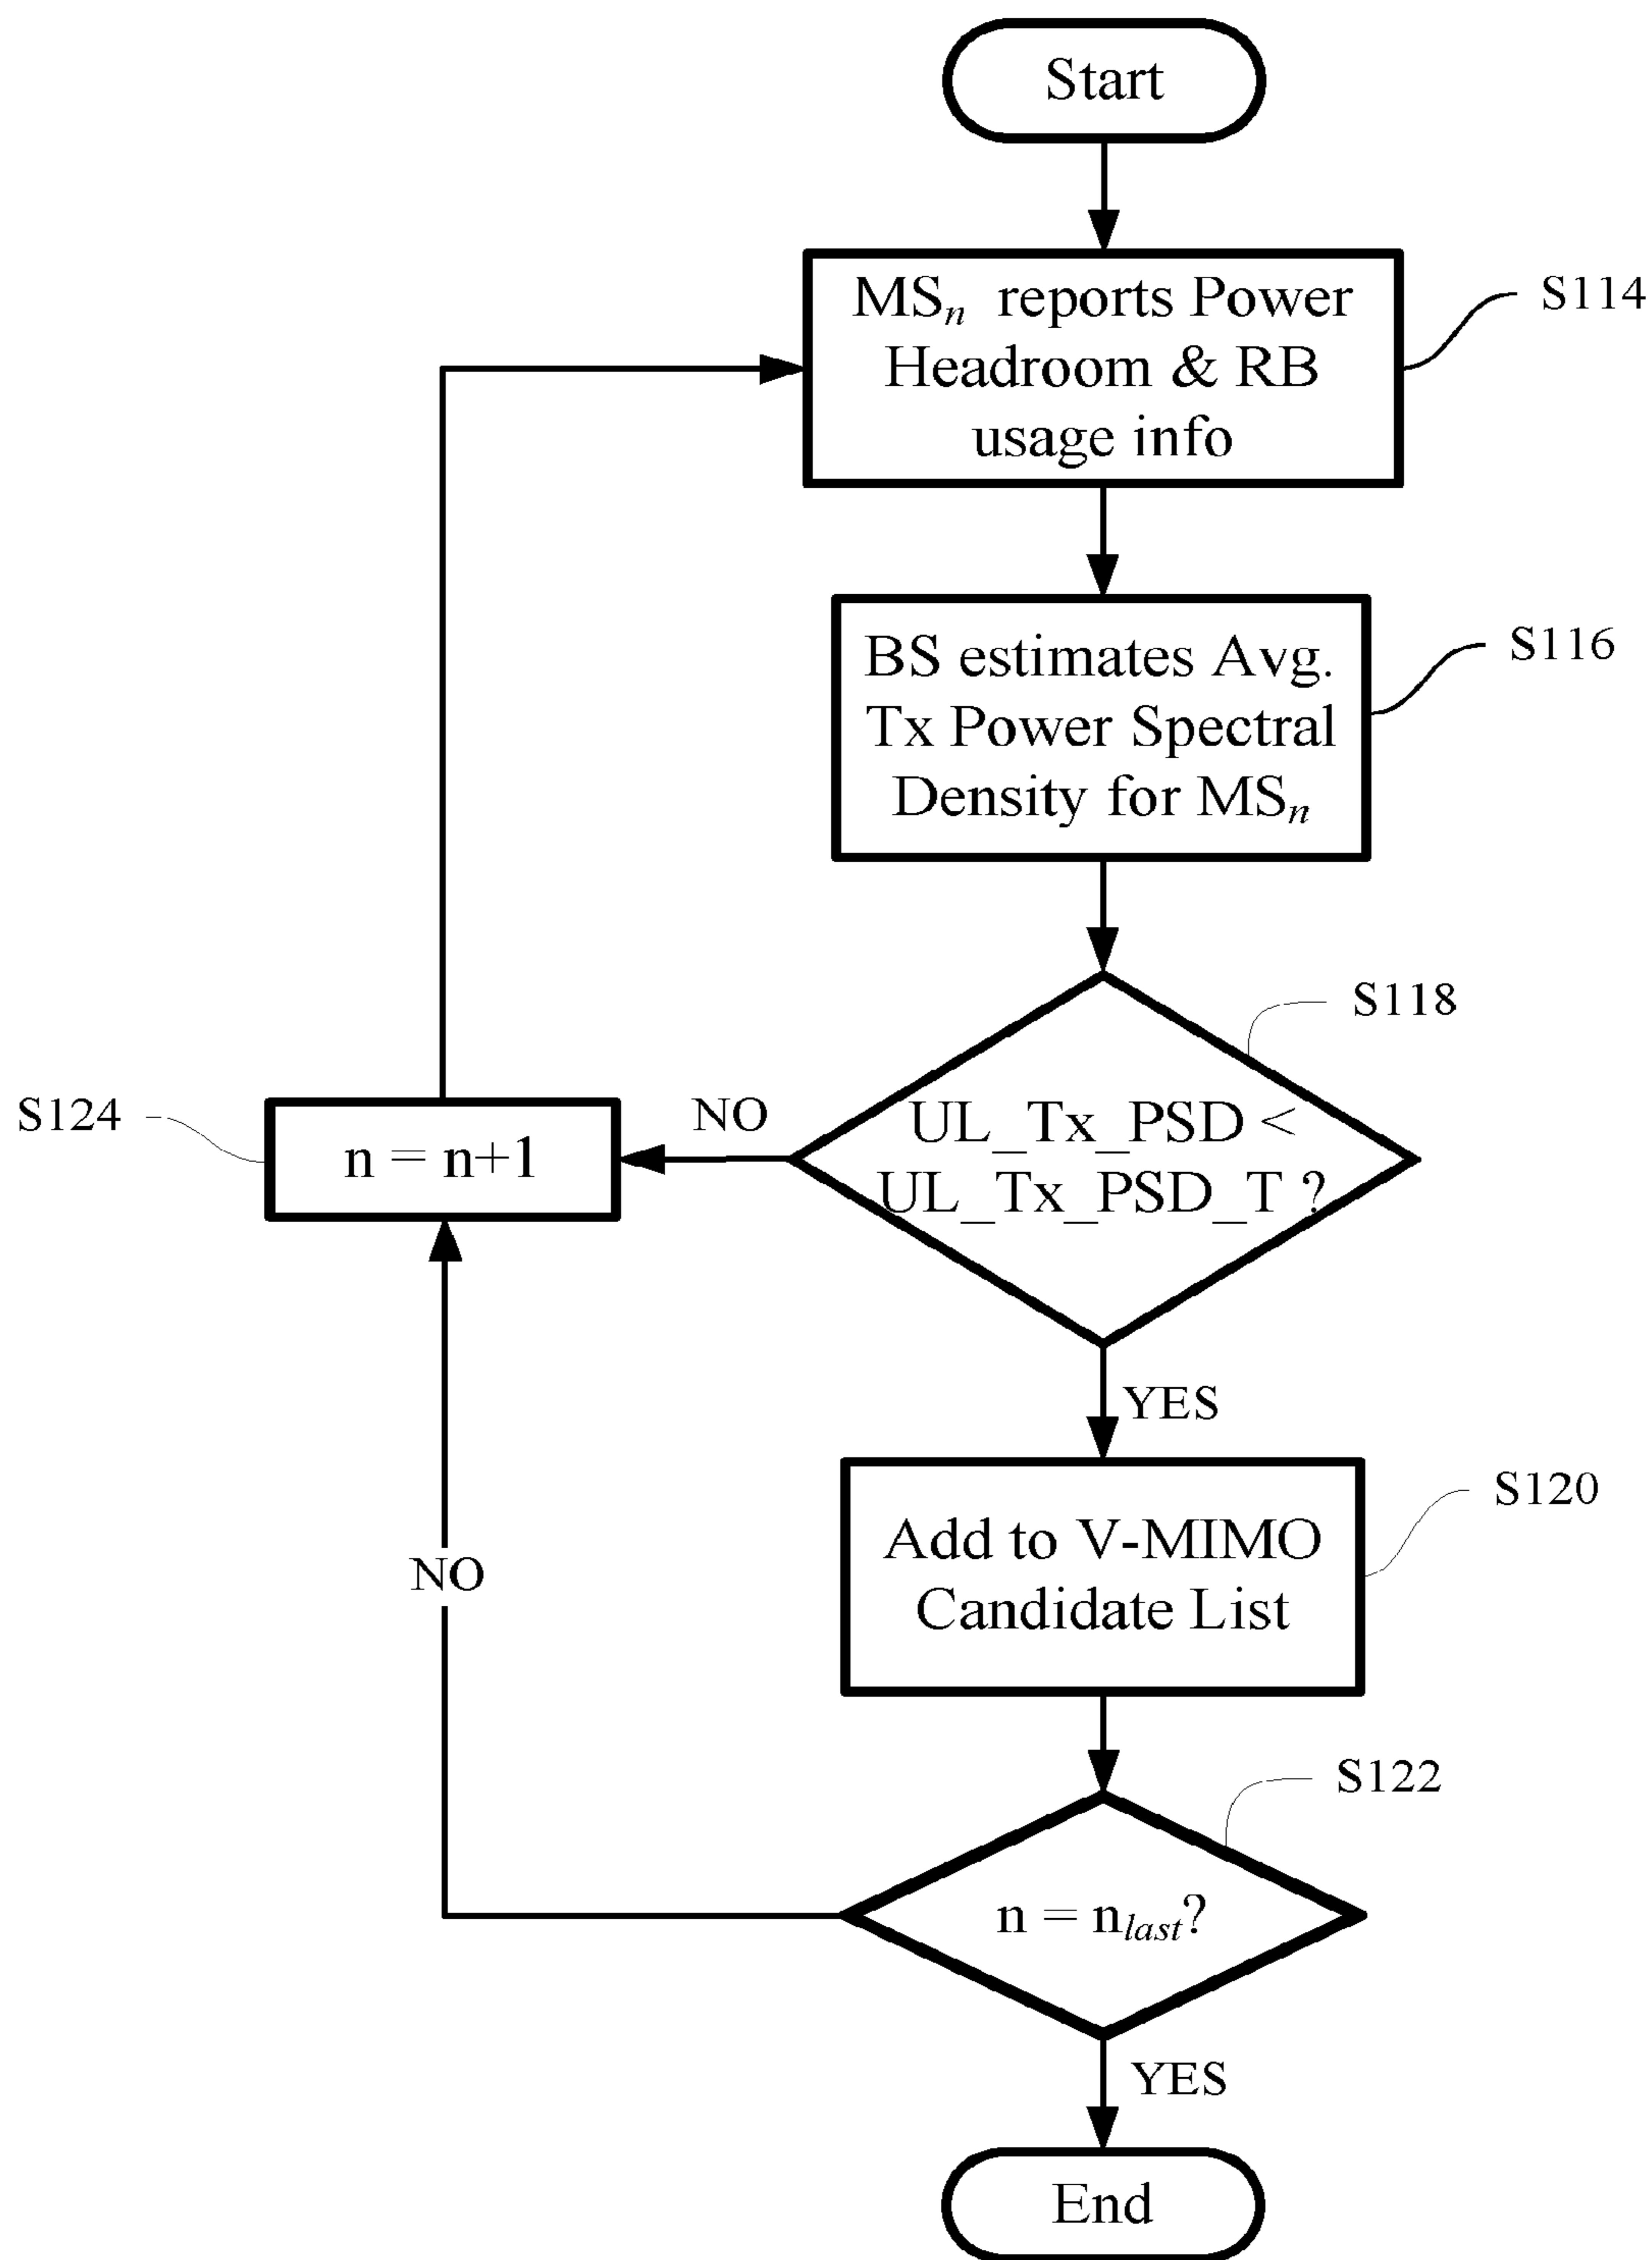 Start
MSn reports Power
Headroom & RB
usage info
S114
BS estimates Avg.
Tx Power Spectral
Density for MSn
S116
S118
UL_Tx_PSD <
UL_Tx_PSD_T ?
NO
S124
n = n+1
YES
Add to V-MIMO
Candidate List
S120
NO
S122
n = nlast?
YES
End